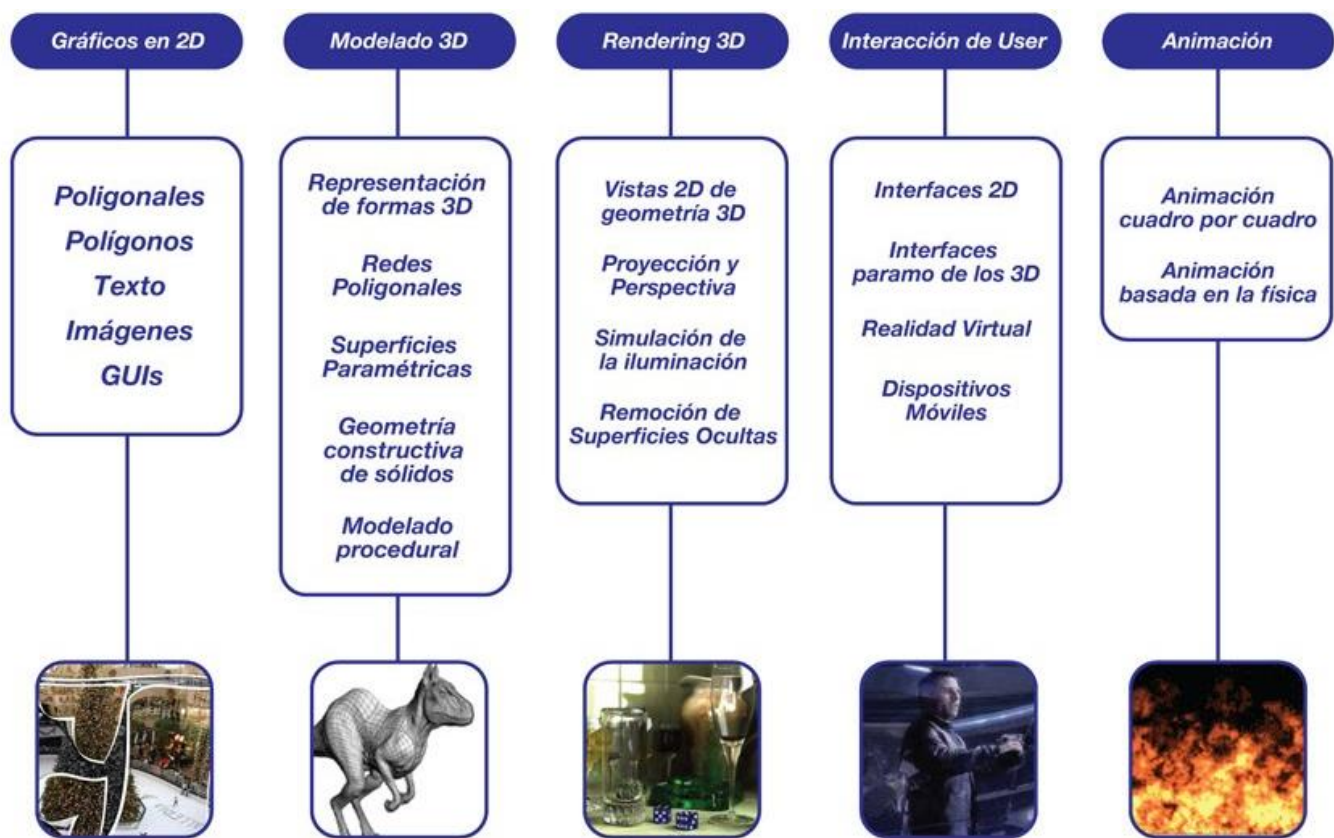 Gráficos en 2D
Poligonales
Polígonos
Texto
Imágenes
GUIs
Modelado 3D
Representación
de formas 3D
Redes
Poligonales
Superficies
Paramétricas
Geometría
constructiva
de sólidos
Modelado
procedural
Rendering 3D
Vistas 2D de
geometría 3D
Proyección y
Perspectiva
Simulación de
la iluminación
Remoción de
Superficies Ocultas
Interacción de User
Interfaces 2D
Interfaces
paramo de los 3D
Realidad Virtual
Dispositivos
Móviles
Animación
Animación
cuadro por cuadro
Animación
basada en la física